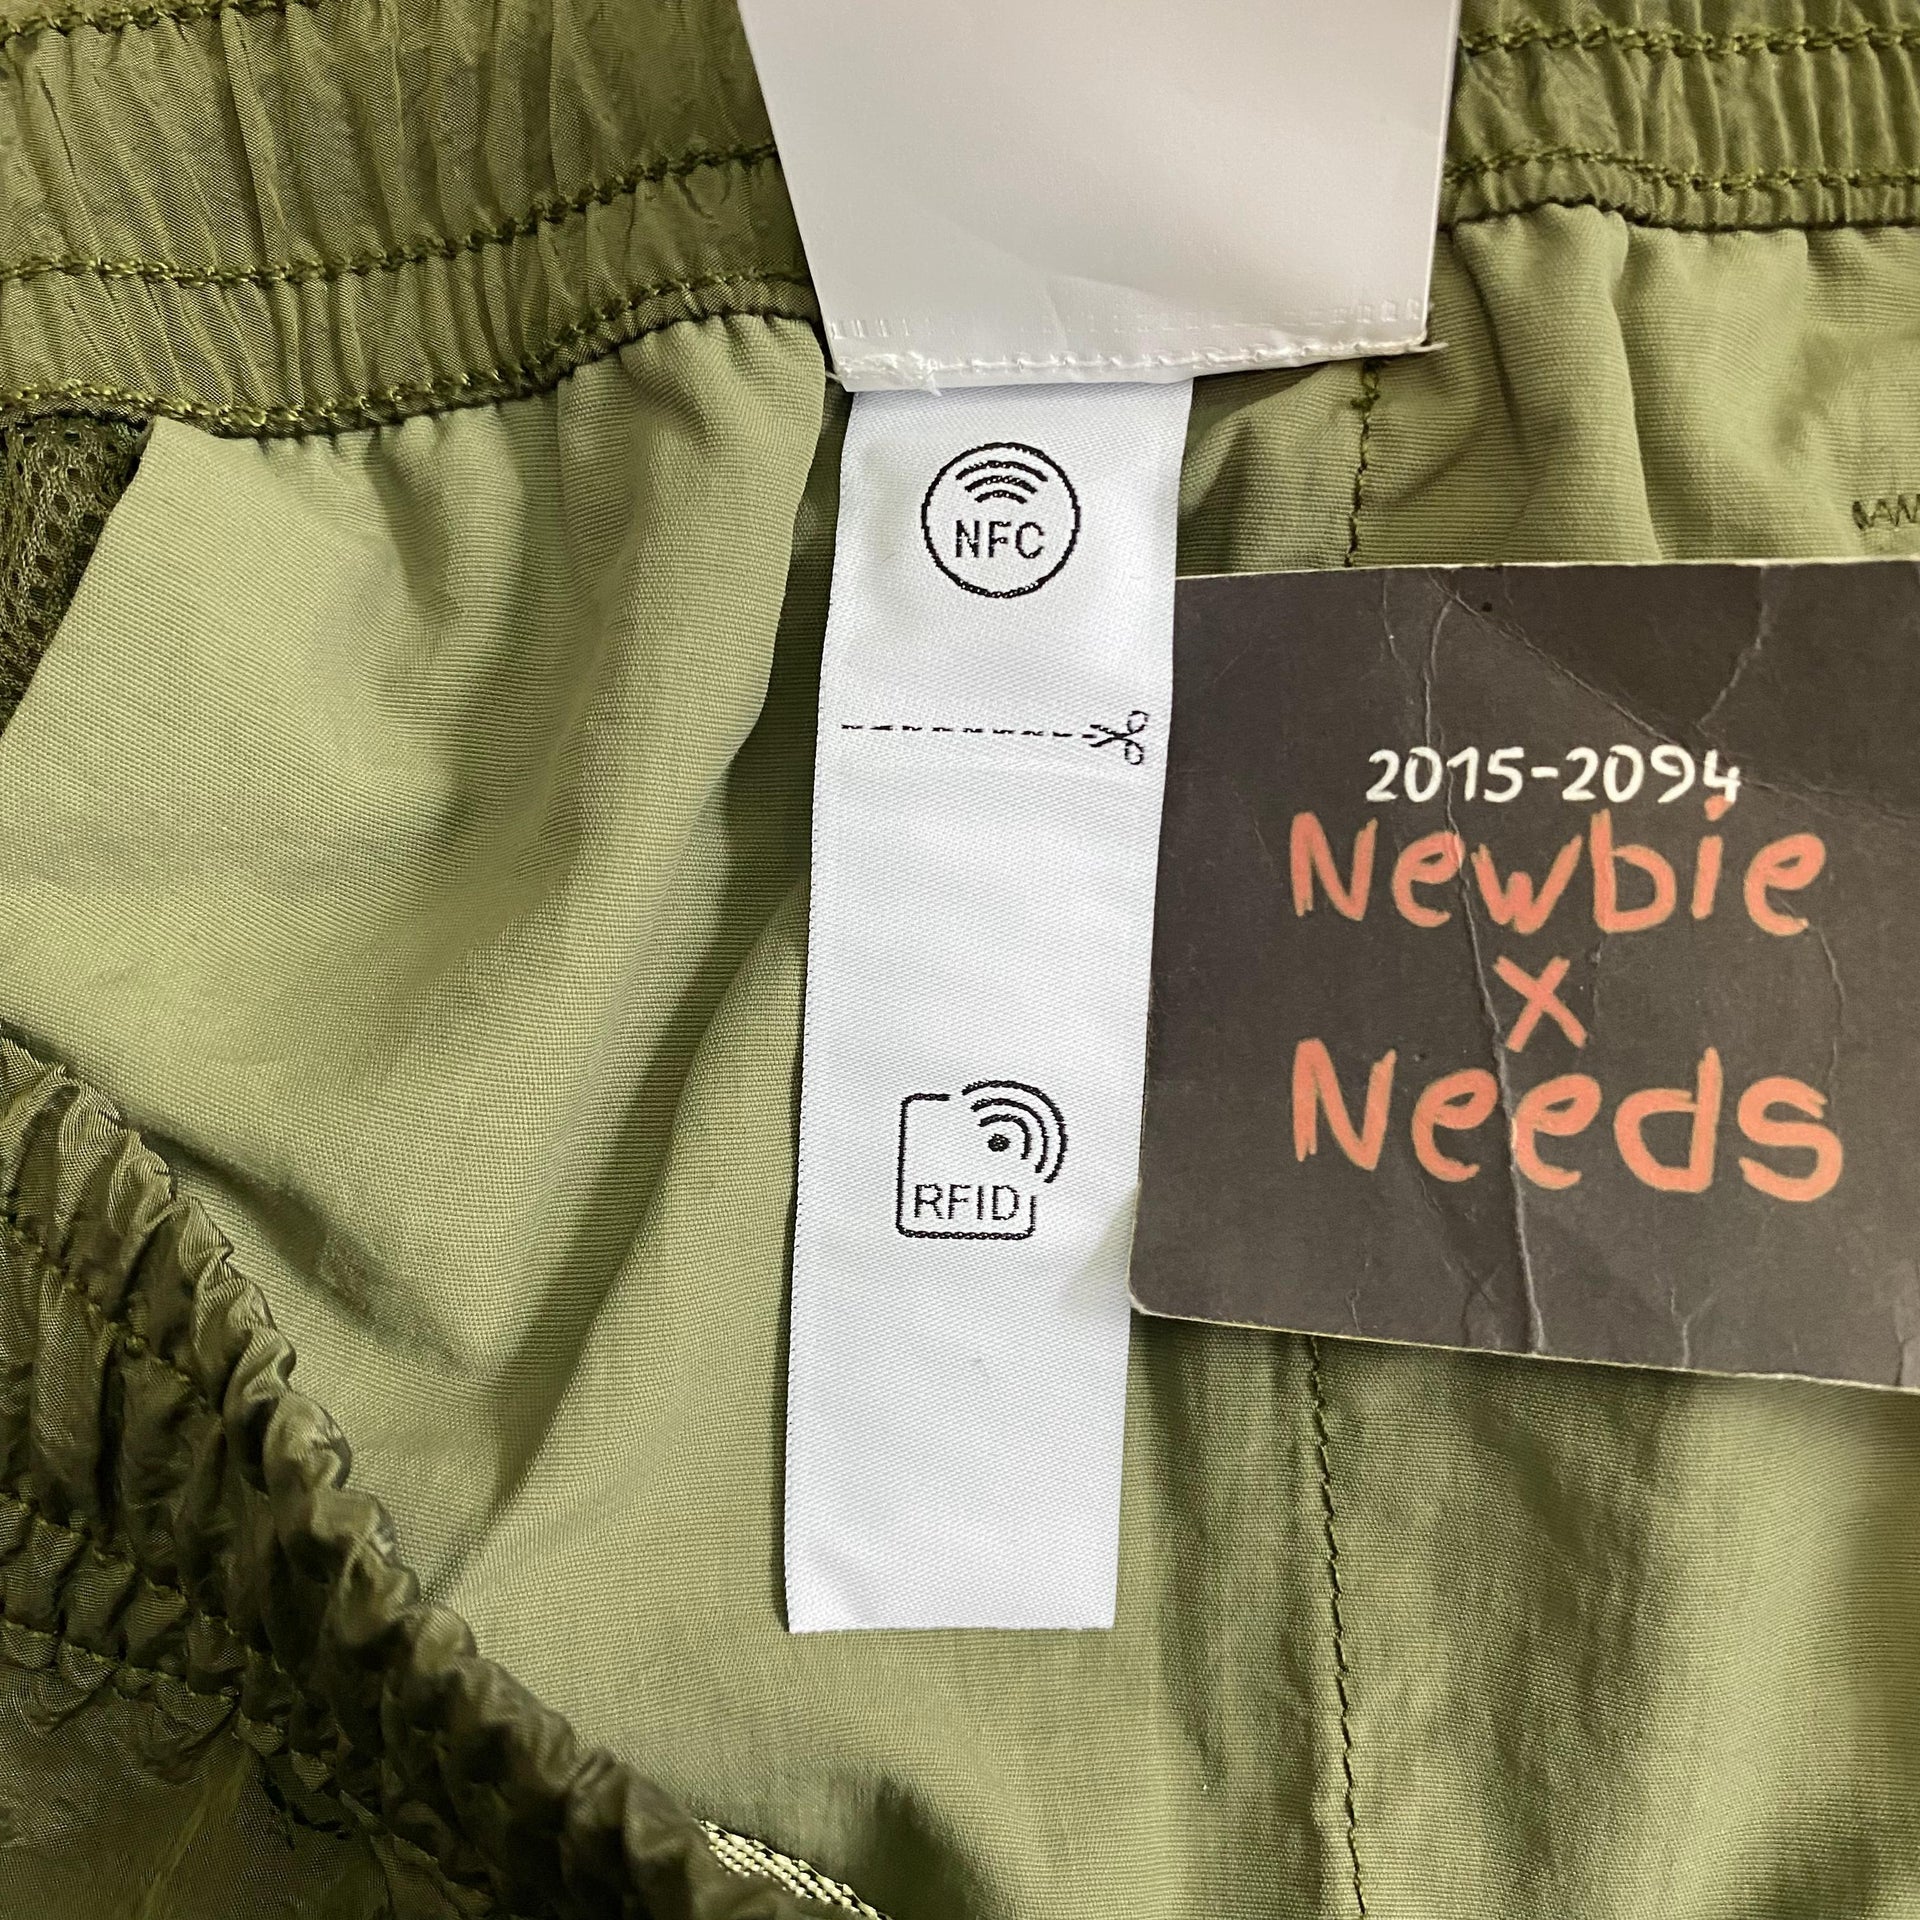 NFC
RFID
2015-2094
Newbie
x
Needs